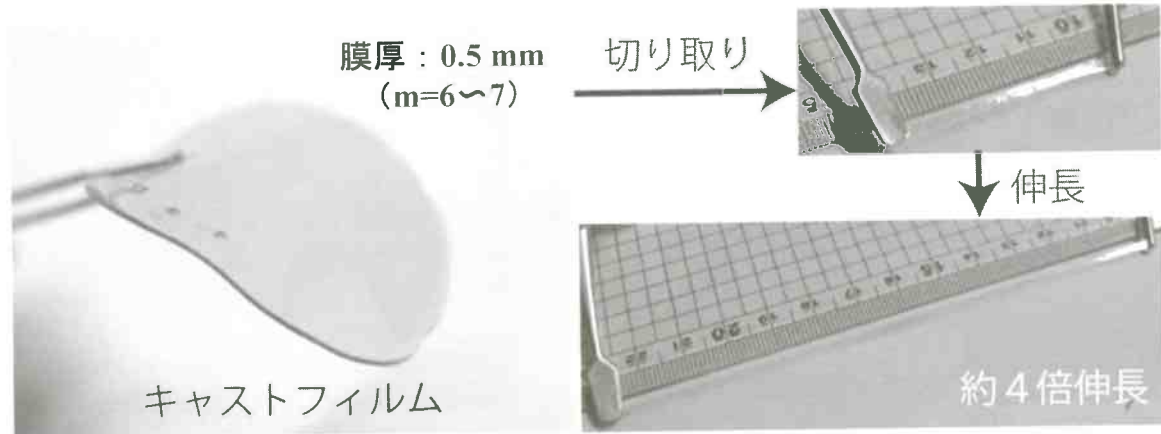 膜厚：0.5 mm
（m=6〜7）
切り取り
伸長
キャストフィルム
約４倍伸長